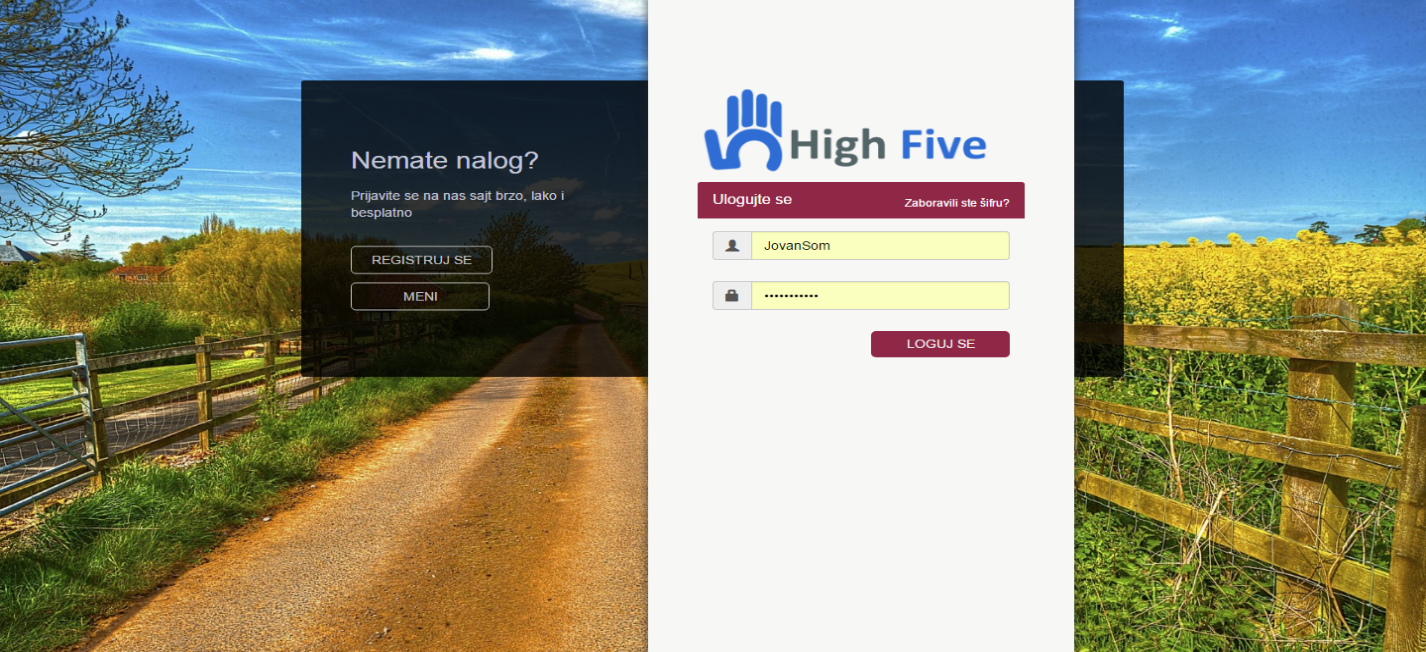 Nemate nalog?
Prijavite se na nas sajt brzo, lako i
besplatno
REGISTRUJ SE
MENI
High Five
Ulogujte se
Zaboravili ste šifru?
JovanSom
•••••••••••
LOGUJ SE